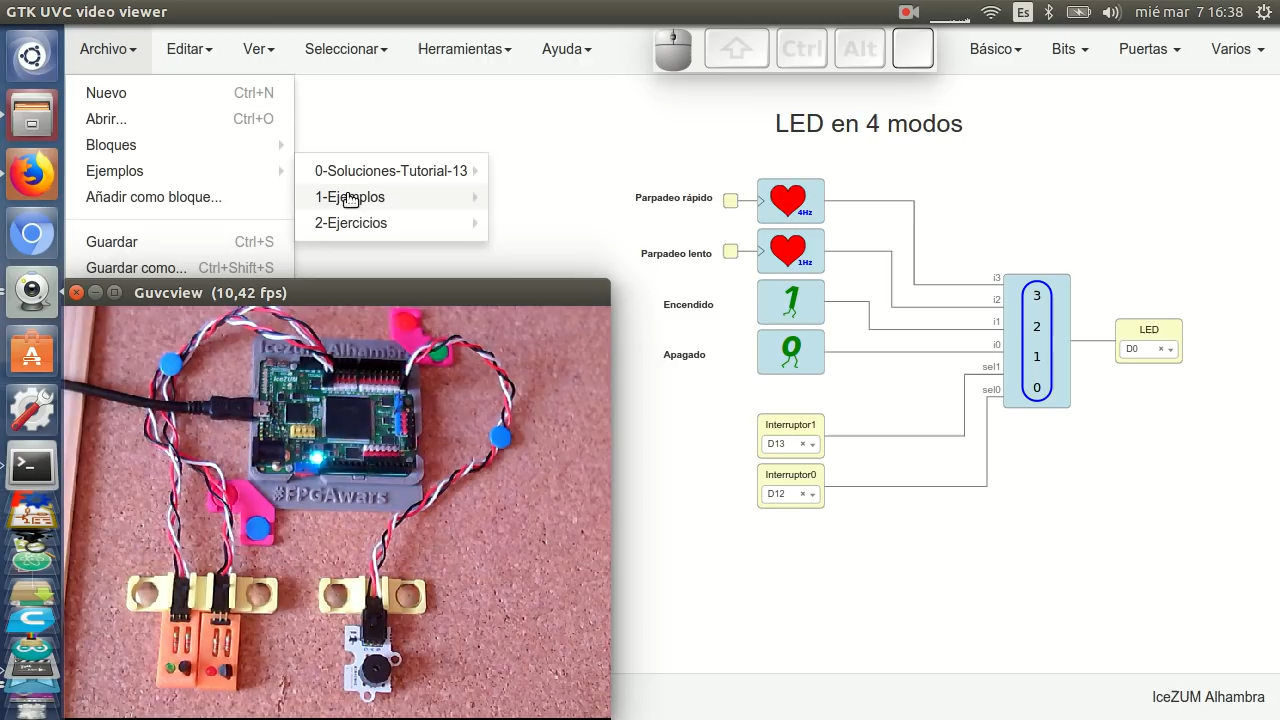 GTK UVC video viewer
Es
mié mar 7 16:38
Archivo
Editar
Ver
Seleccionar
Herramientas
Ayuda
Ctrl
Alt
Básico
Bits
Puertas
Varios
Nuevo Ctrl+N
Abrir... Ctrl+O
Bloques
Ejemplos
Añadir como bloque...
Guardar Ctrl+S
Guardar como... Ctrl+Shift+S
0-Soluciones-Tutorial-13
1-Ejemplos
2-Ejercicios
Guvcview (10,42 fps)
IceZUM Alhambra
#FPGAwars
LED en 4 modos
Parpadeo rápido
4Hz
Parpadeo lento
1Hz
Encendido
1
Apagado
0
i3
i2
i1
i0
sel1
sel0
3
2
1
0
LED
D0
Interruptor1
D13
Interruptor0
D12
IceZUM Alhambra